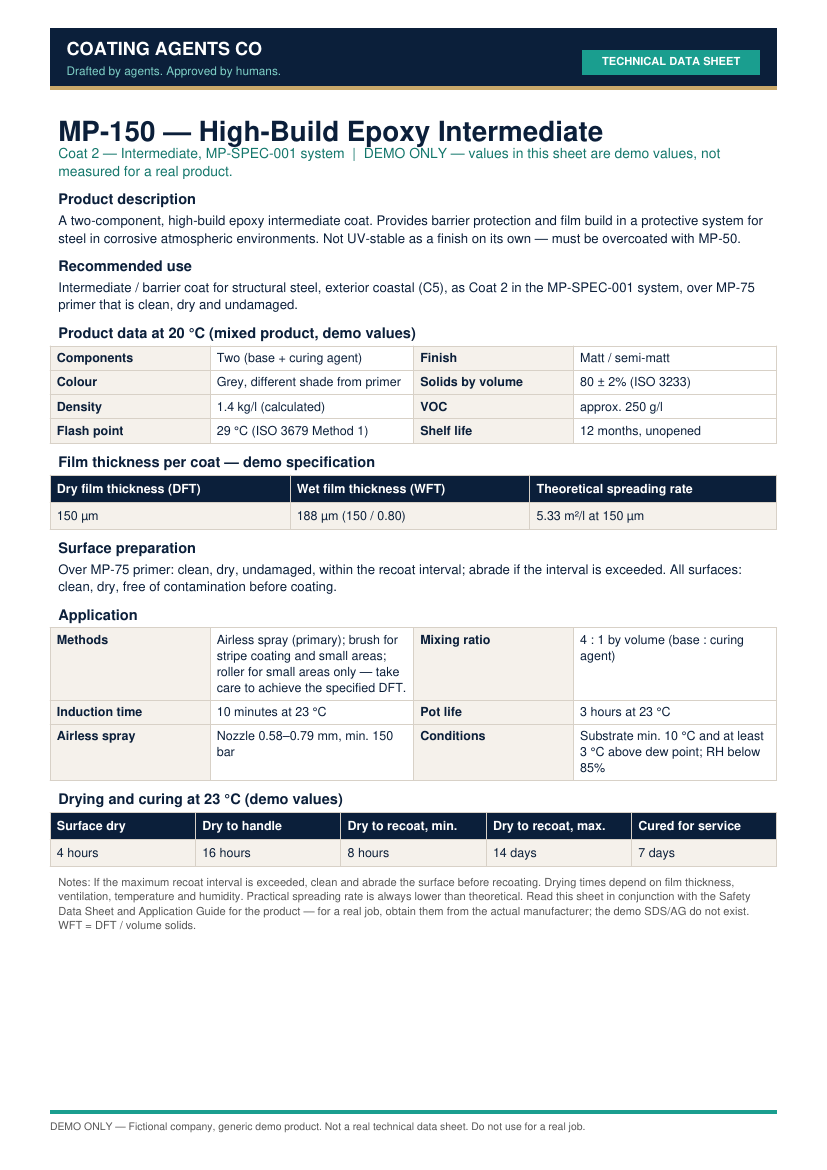 COATING AGENTS CO
Drafted by agents. Approved by humans.
TECHNICAL DATA SHEET
MP-150 — High-Build Epoxy Intermediate
Coat 2 — Intermediate, MP-SPEC-001 system | DEMO ONLY — values in this sheet are demo values, not
measured for a real product.
Product description
A two-component, high-build epoxy intermediate coat. Provides barrier protection and film build in a protective system for
steel in corrosive atmospheric environments. Not UV-stable as a finish on its own — must be overcoated with MP-50.
Recommended use
Intermediate / barrier coat for structural steel, exterior coastal (C5), as Coat 2 in the MP-SPEC-001 system, over MP-75
primer that is clean, dry and undamaged.
Product data at 20 °C (mixed product, demo values)
Components Two (base + curing agent) Finish Matt / semi-matt
Colour Grey, different shade from primer Solids by volume 80 ± 2% (ISO 3233)
Density 1.4 kg/l (calculated) VOC approx. 250 g/l
Flash point 29 °C (ISO 3679 Method 1) Shelf life 12 months, unopened
Film thickness per coat — demo specification
Dry film thickness (DFT) Wet film thickness (WFT) Theoretical spreading rate
150 µm 188 µm (150 / 0.80) 5.33 m²/l at 150 µm
Surface preparation
Over MP-75 primer: clean, dry, undamaged, within the recoat interval; abrade if the interval is exceeded. All surfaces:
clean, dry, free of contamination before coating.
Application
Methods Airless spray (primary); brush for Mixing ratio 4 : 1 by volume (base : curing
stripe coating and small areas; agent)
roller for small areas only — take
care to achieve the specified DFT.
Induction time 10 minutes at 23 °C Pot life 3 hours at 23 °C
Airless spray Nozzle 0.58–0.79 mm, min. 150 Conditions Substrate min. 10 °C and at least
bar 3 °C above dew point; RH below
85%
Drying and curing at 23 °C (demo values)
Surface dry Dry to handle Dry to recoat, min. Dry to recoat, max. Cured for service
4 hours 16 hours 8 hours 14 days 7 days
Notes: If the maximum recoat interval is exceeded, clean and abrade the surface before recoating. Drying times depend on film thickness,
ventilation, temperature and humidity. Practical spreading rate is always lower than theoretical. Read this sheet in conjunction with the Safety
Data Sheet and Application Guide for the product — for a real job, obtain them from the actual manufacturer; the demo SDS/AG do not exist.
WFT = DFT / volume solids.
DEMO ONLY — Fictional company, generic demo product. Not a real technical data sheet. Do not use for a real job.